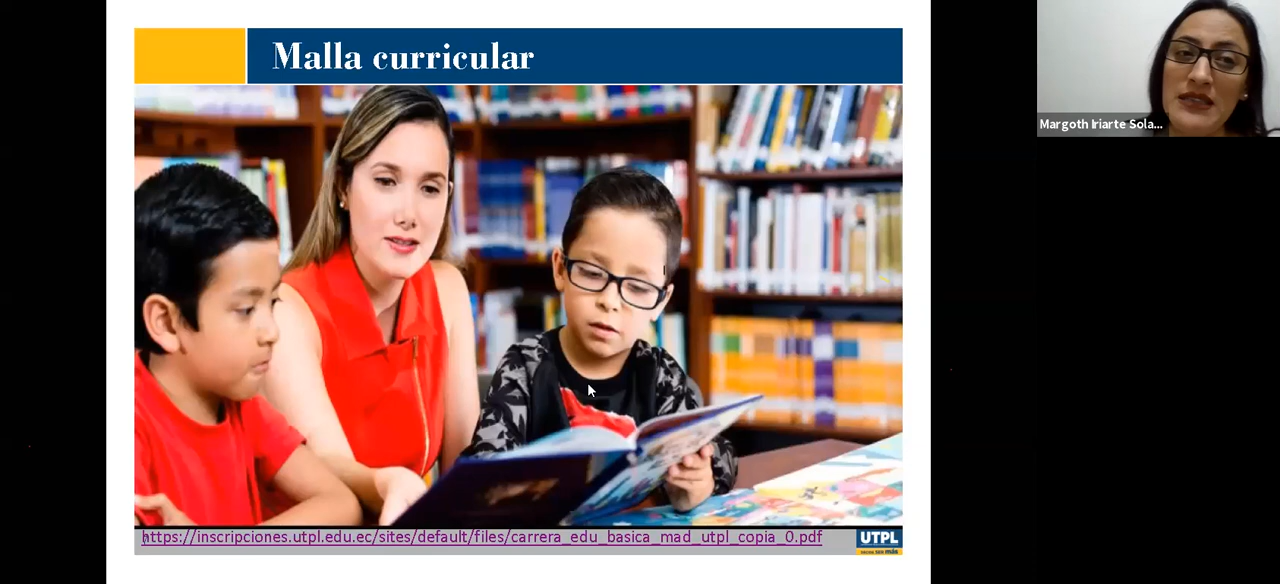 Malla curricular
Margoth Iriarte Sola...
https://inscripciones.utpl.edu.ec/sites/default/files/carrera_edu_basica_mad_utpl_copia_0.pdf
UTPL